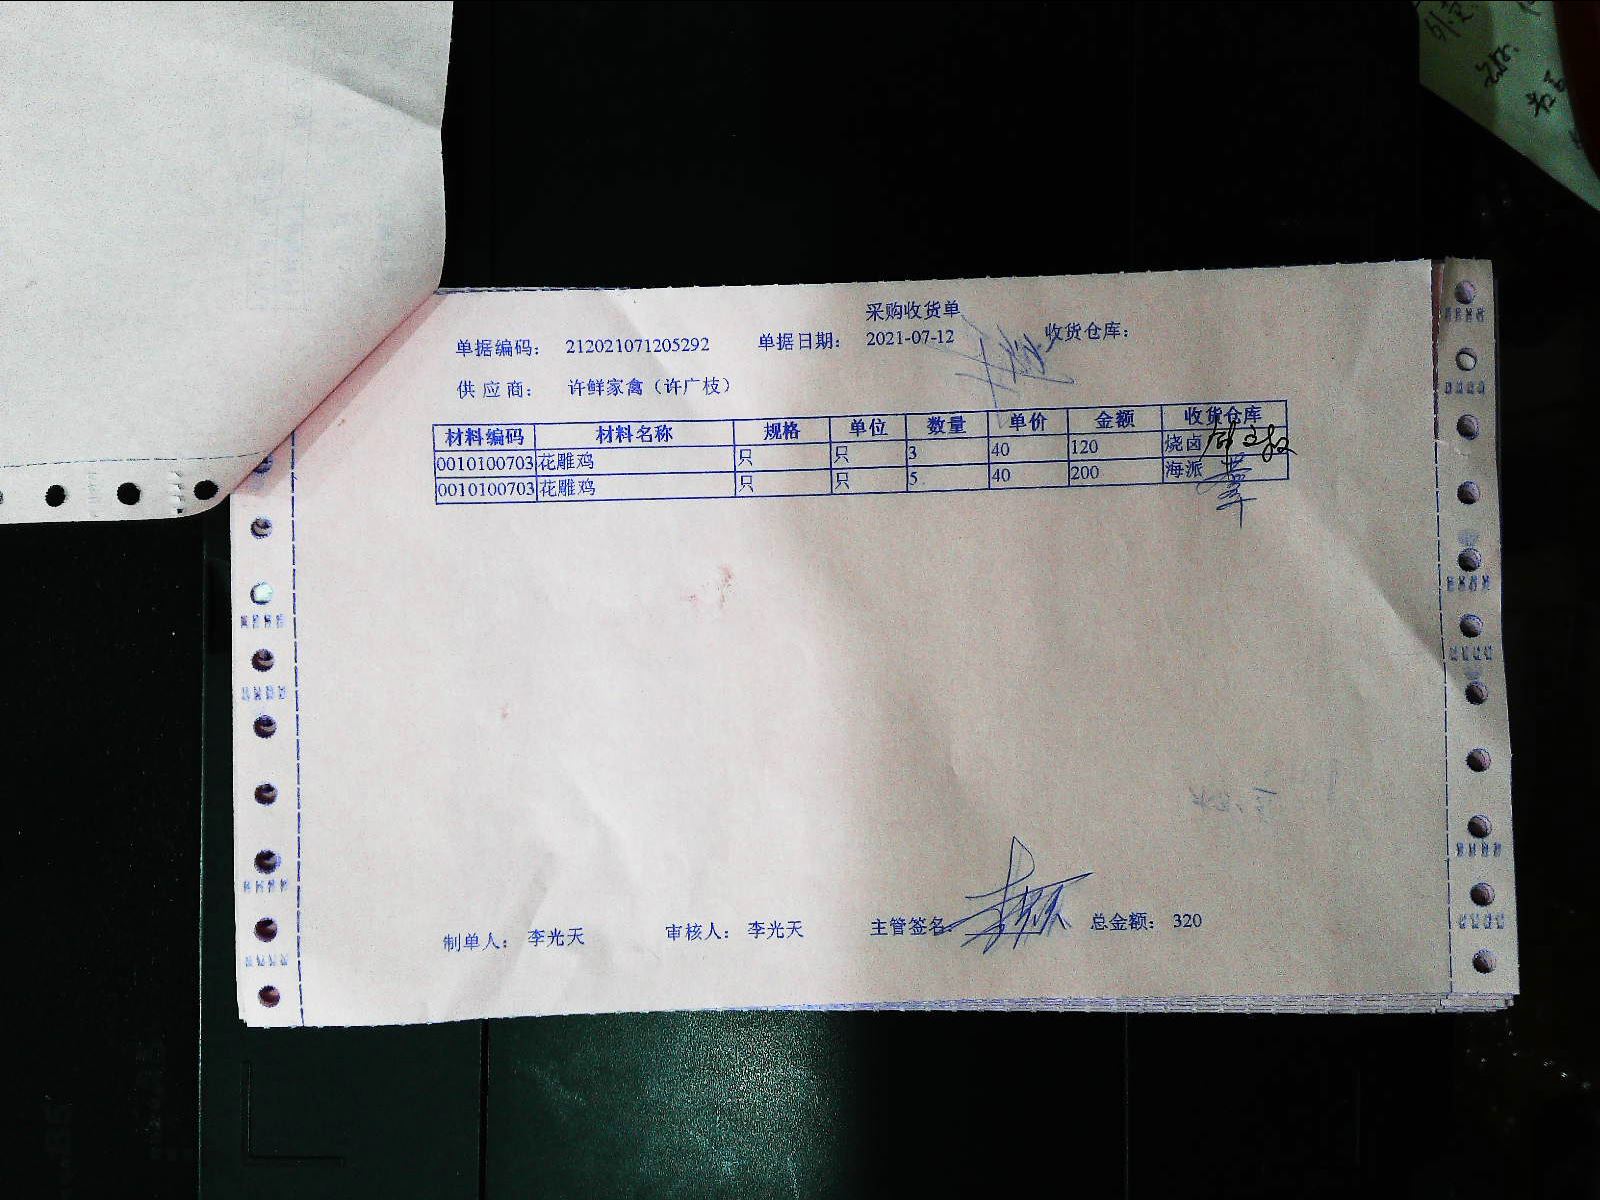 采购收货单
单据编码： 212021071205292 单据日期： 2021-07-12 收货仓库：
供 应 商： 许鲜家禽（许广枝）
材料编码 材料名称 规格 单位 数量 单价 金额 收货仓库
0010100703 花雕鸡 只 只 3 40 120 烧卤
0010100703 花雕鸡 只 只 5 40 200 海派
制单人： 李光天 审核人： 李光天 主管签名： 总金额： 320